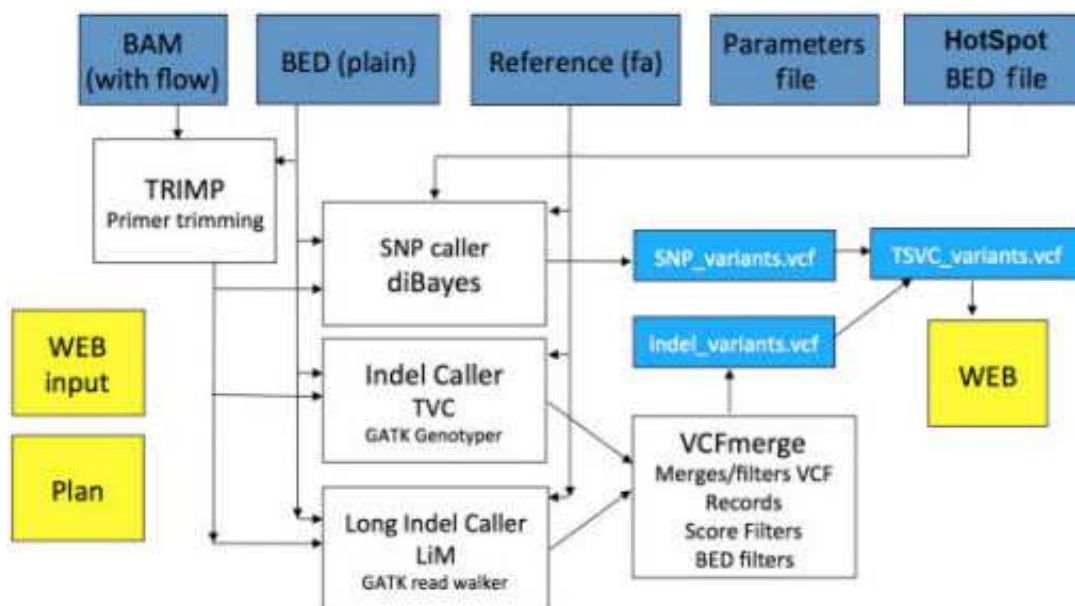 BAM
(with flow)
BED (plain)
Reference (fa)
Parameters
file
HotSpot
BED file
TRIMP
Primer trimming
SNP caller
diBayes
SNP_variants.vcf
TSVC_variants.vcf
indel_variants.vcf
WEB
input
Indel Caller
TVC
GATK Genotyper
WEB
VCFmerge
Merges/filters VCF
Records
Score Filters
BED filters
Plan
Long Indel Caller
LiM
GATK read walker